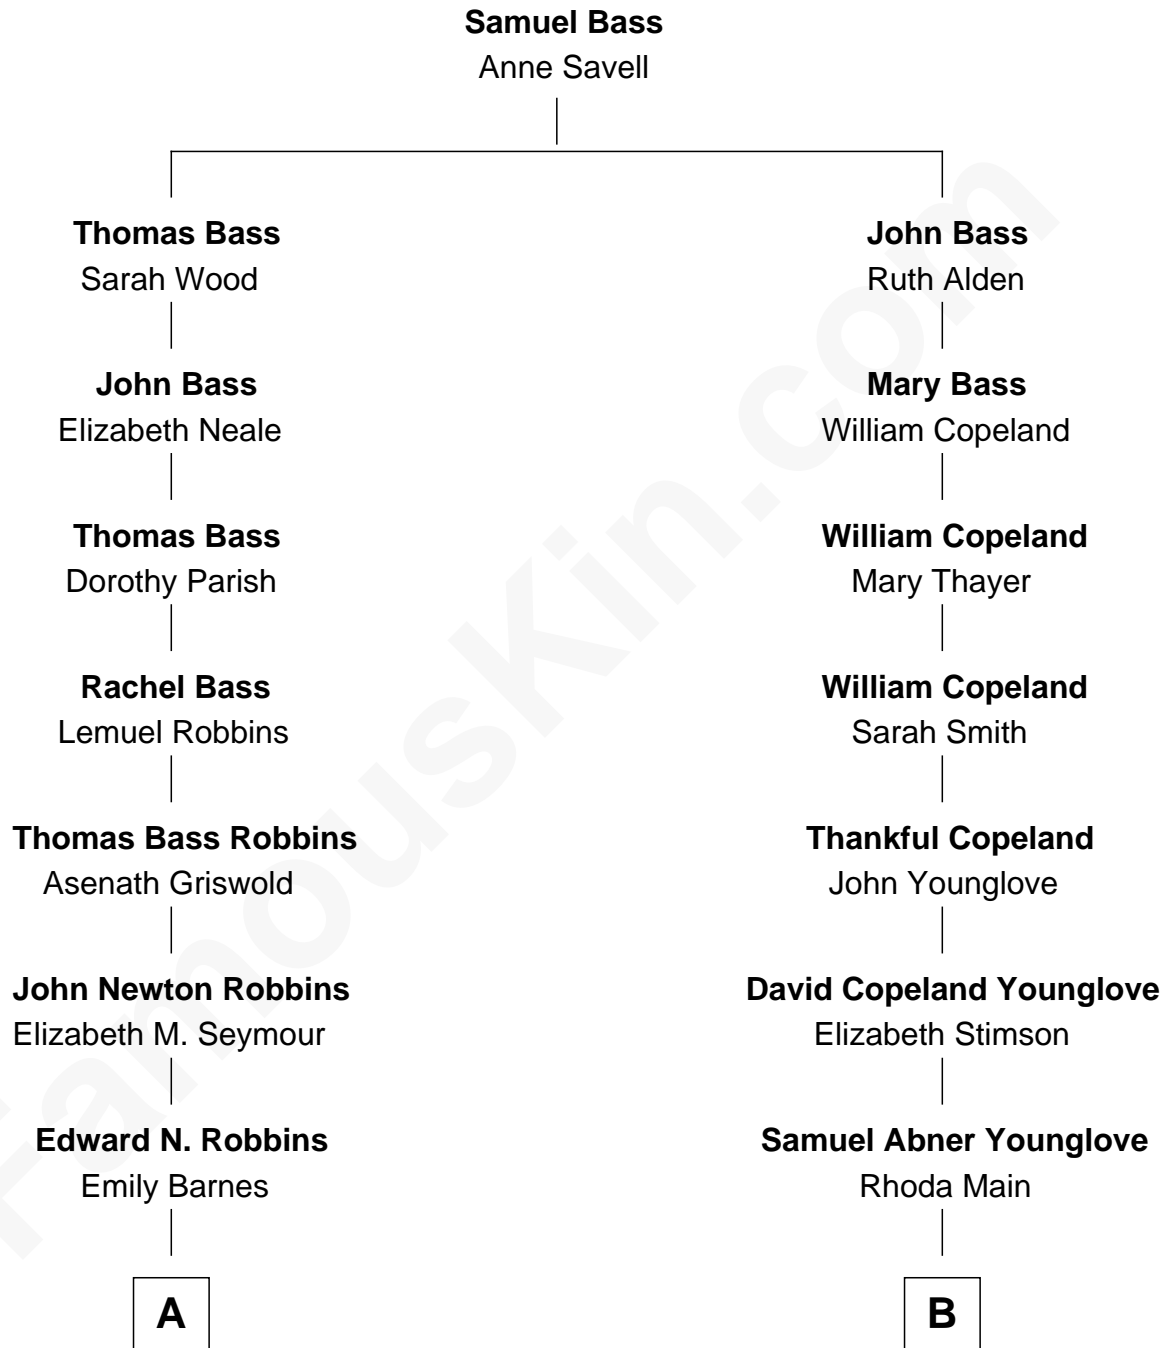 Samuel Bass
Anne Savell
Thomas Bass
Sarah Wood
John Bass
Ruth Alden
John Bass
Elizabeth Neale
Mary Bass
William Copeland
Thomas Bass
Dorothy Parish
William Copeland
Mary Thayer
Rachel Bass
Lemuel Robbins
William Copeland
Sarah Smith
Thomas Bass Robbins
Asenath Griswold
Thankful Copeland
John Younglove
John Newton Robbins
Elizabeth M. Seymour
David Copeland Younglove
Elizabeth Stimson
Edward N. Robbins
Emily Barnes
Samuel Abner Younglove
Rhoda Main
A
B
FamousKin.com